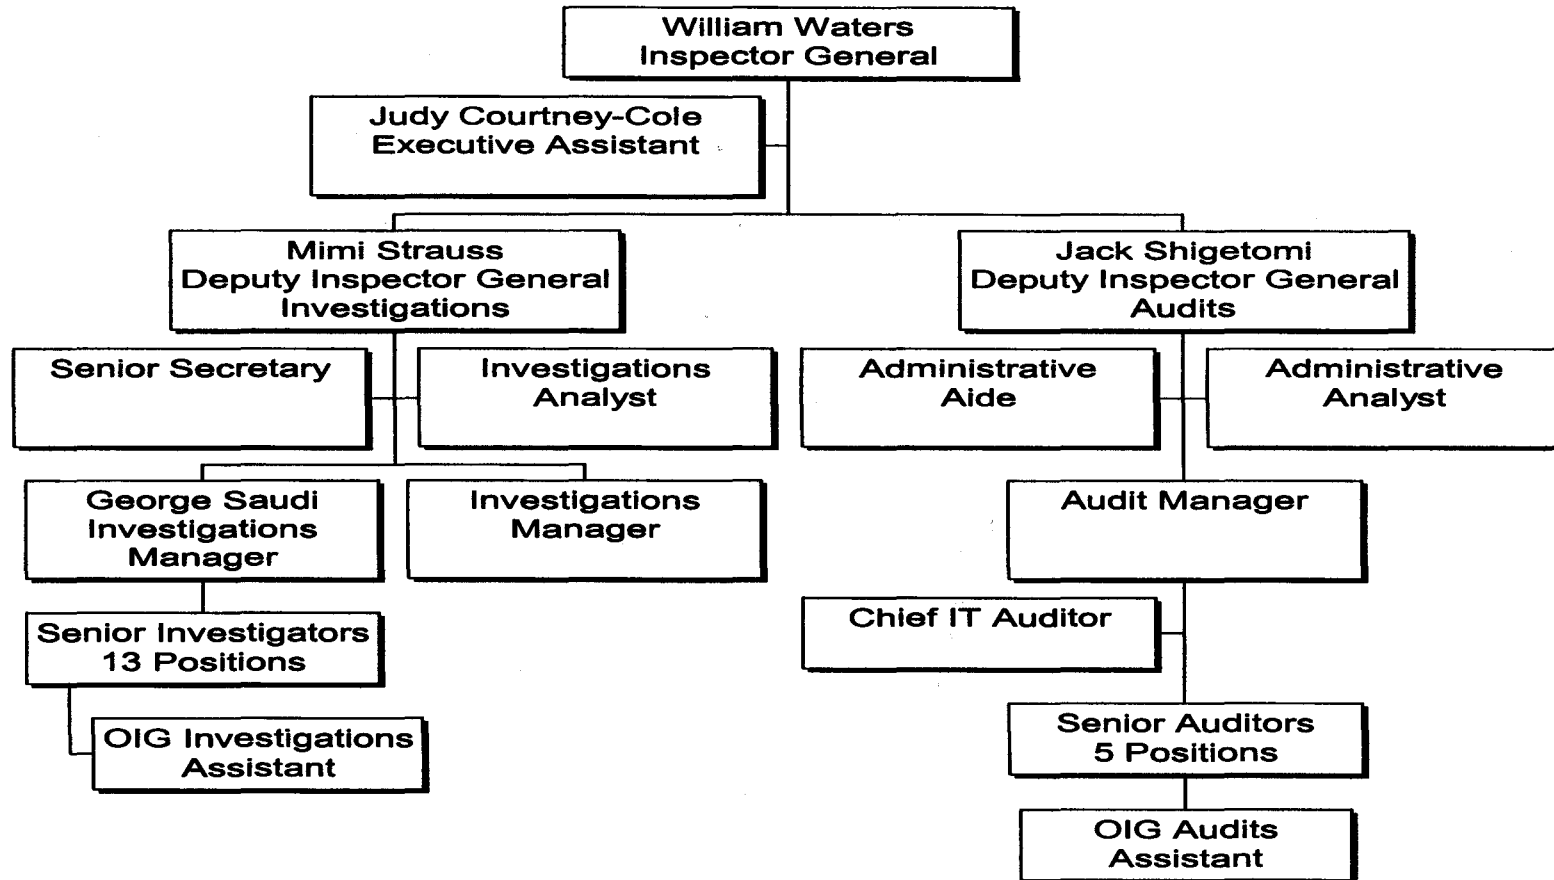 William Waters
Inspector General
Judy Courtney-Cole
Executive Assistant
Mimi Strauss
Deputy Inspector General
Investigations
Jack Shigetomi
Deputy Inspector General
Audits
Senior Secretary
Investigations
Analyst
Administrative
Aide
Administrative
Analyst
George Saudi
Investigations
Manager
Investigations
Manager
Audit Manager
Senior Investigators
13 Positions
Chief IT Auditor
OIG Investigations
Assistant
Senior Auditors
5 Positions
OIG Audits
Assistant